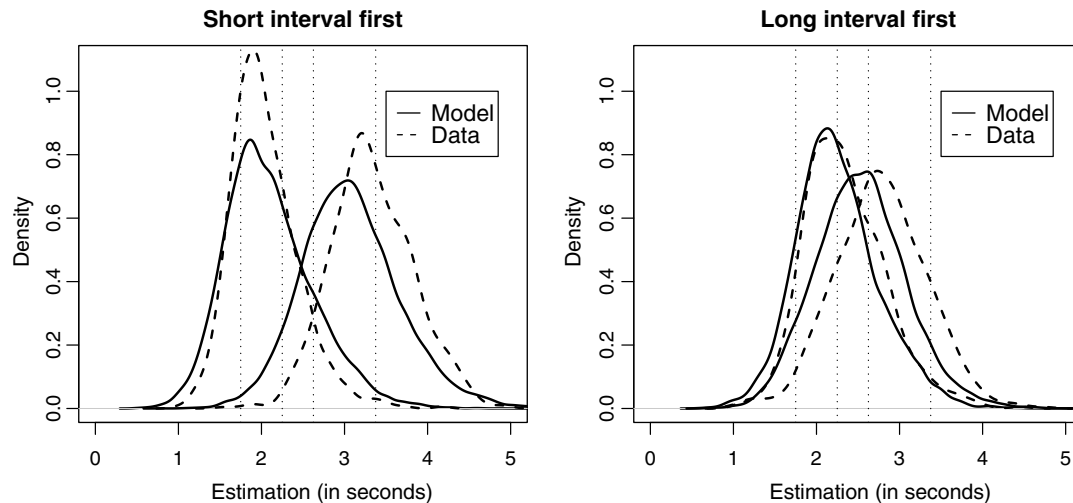 Short interval first
Density
0.0 0.2 0.4 0.6 0.8 1.0
Model
Data
0 1 2 3 4 5
Estimation (in seconds)
Long interval first
Density
0.0 0.2 0.4 0.6 0.8 1.0
Model
Data
0 1 2 3 4 5
Estimation (in seconds)